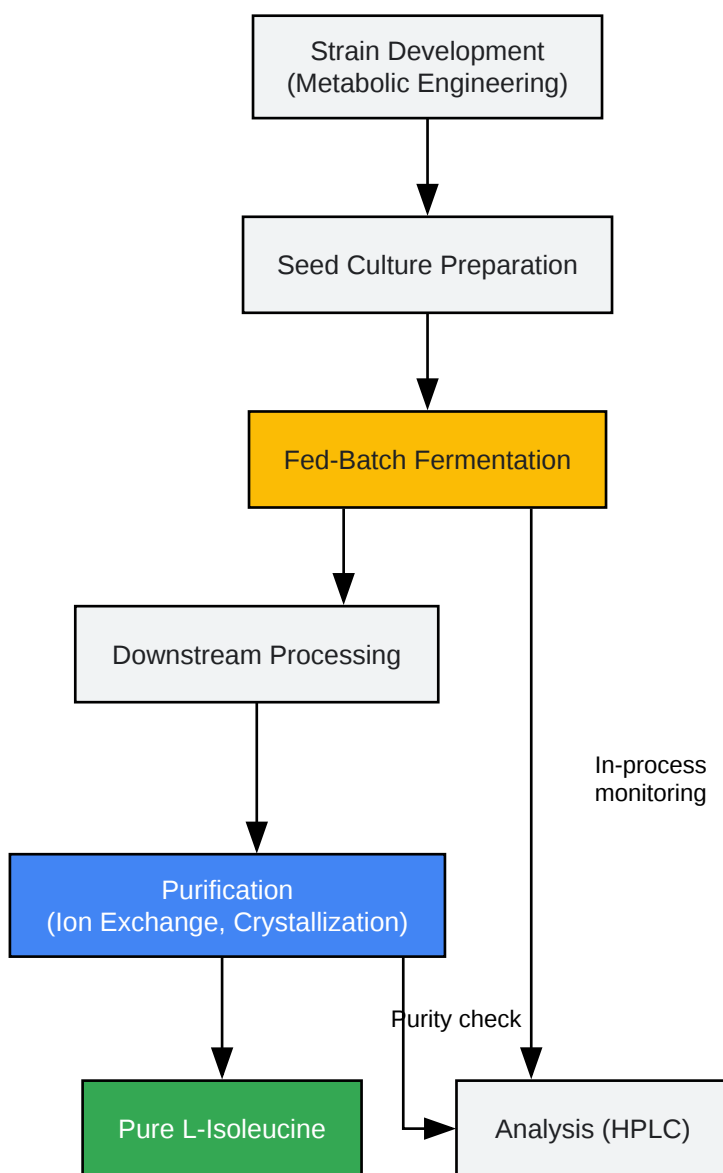 Strain Development
(Metabolic Engineering)
Seed Culture Preparation
Fed-Batch Fermentation
Downstream Processing
In-process
monitoring
Purification
(Ion Exchange, Crystallization)
Purity check
Pure L-Isoleucine
Analysis (HPLC)